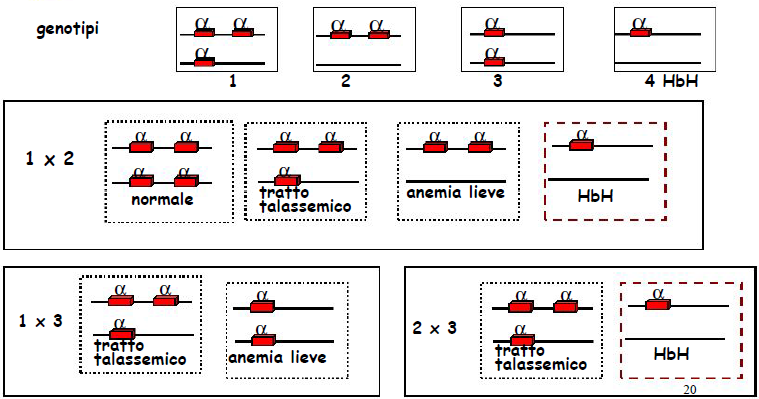 genotipi
α α
α
1
α α
2
α
α
3
α
4 HbH
1 x 2
α α
α α
normale
α α
α
tratto
talassemico
α α
anemia lieve
α
HbH
1 x 3
α α
α
tratto
talassemico
α
α
anemia lieve
2 x 3
α α
α
tratto
talassemico
α
HbH
20